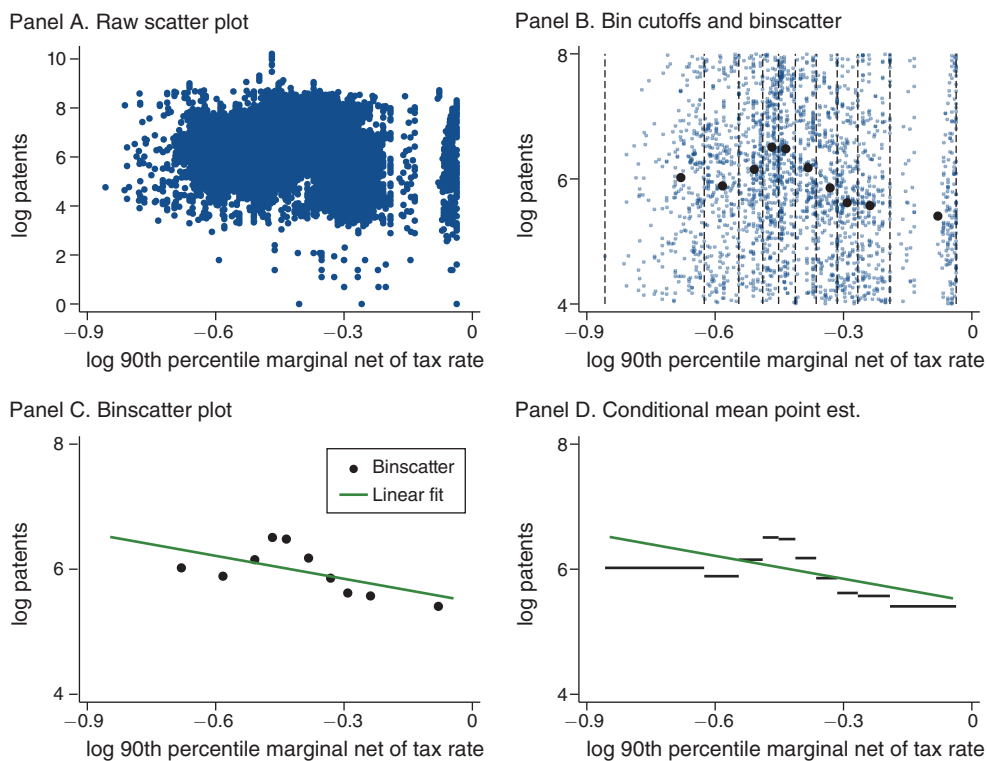 Panel A. Raw scatter plot
10
8
6
4
2
0
log patents
−0.9
−0.6
−0.3
0
log 90th percentile marginal net of tax rate
Panel B. Bin cutoffs and binscatter
8
6
4
log patents
−0.9
−0.6
−0.3
0
log 90th percentile marginal net of tax rate
Panel C. Binscatter plot
8
6
4
log patents
Binscatter
Linear fit
−0.9
−0.6
−0.3
0
log 90th percentile marginal net of tax rate
Panel D. Conditional mean point est.
8
6
4
log patents
−0.9
−0.6
−0.3
0
log 90th percentile marginal net of tax rate